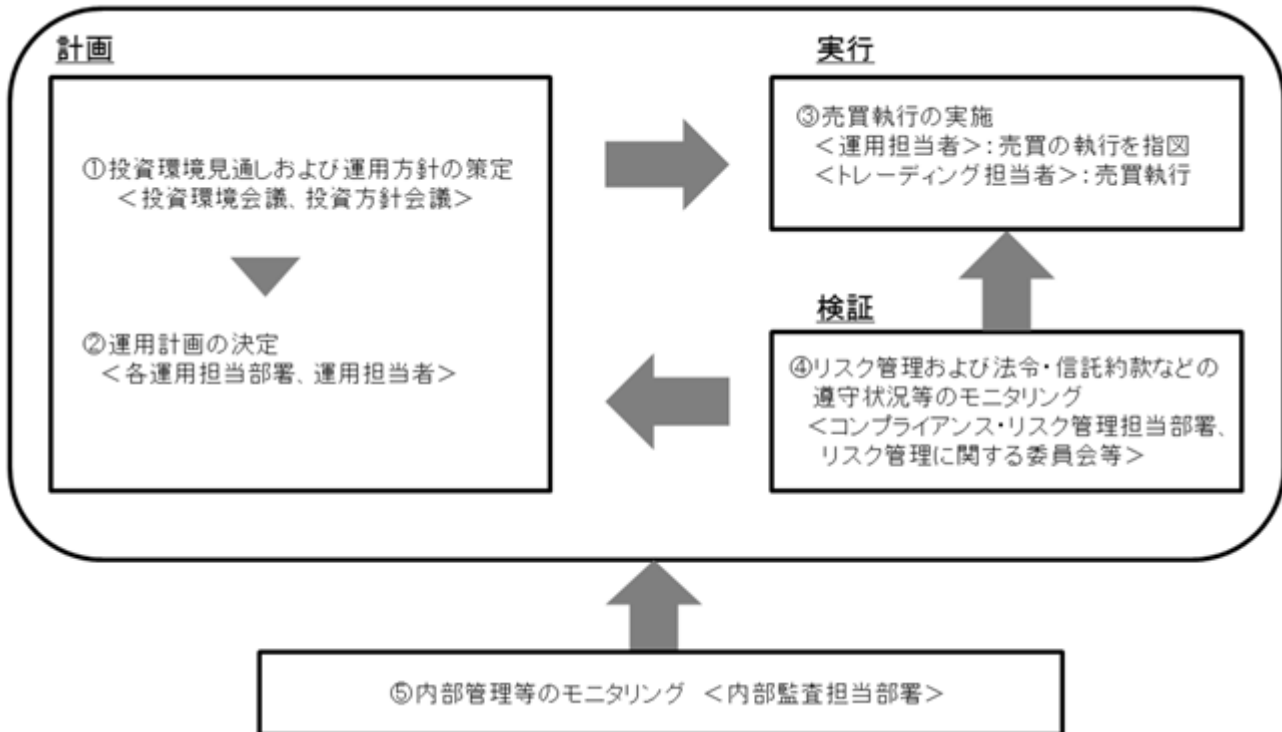 計画
①投資環境見通しおよび運用方針の策定
＜投資環境会議、投資方針会議＞
②運用計画の決定
＜各運用担当部署、運用担当者＞
実行
③売買執行の実施
＜運用担当者＞：売買の執行を指図
＜トレーディング担当者＞：売買執行
検証
④リスク管理および法令・信託約款などの
遵守状況等のモニタリング
＜コンプライアンス・リスク管理担当部署、
リスク管理に関する委員会等＞
⑤内部管理等のモニタリング ＜内部監査担当部署＞